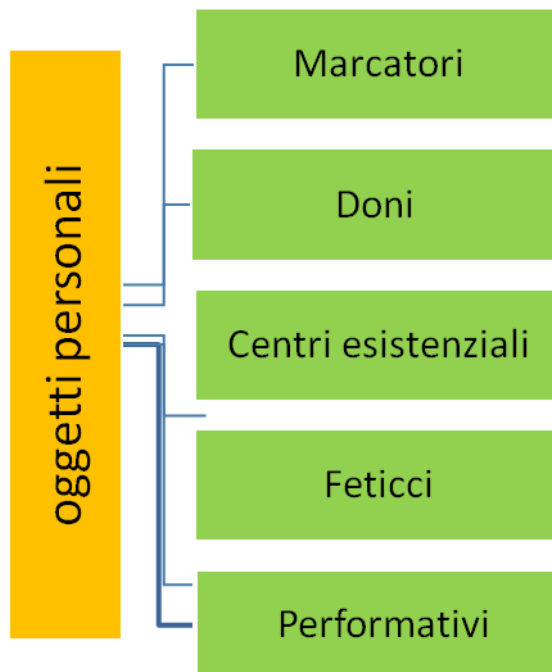 oggetti personali
Marcatori
Doni
Centri esistenziali
Feticci
Performativi